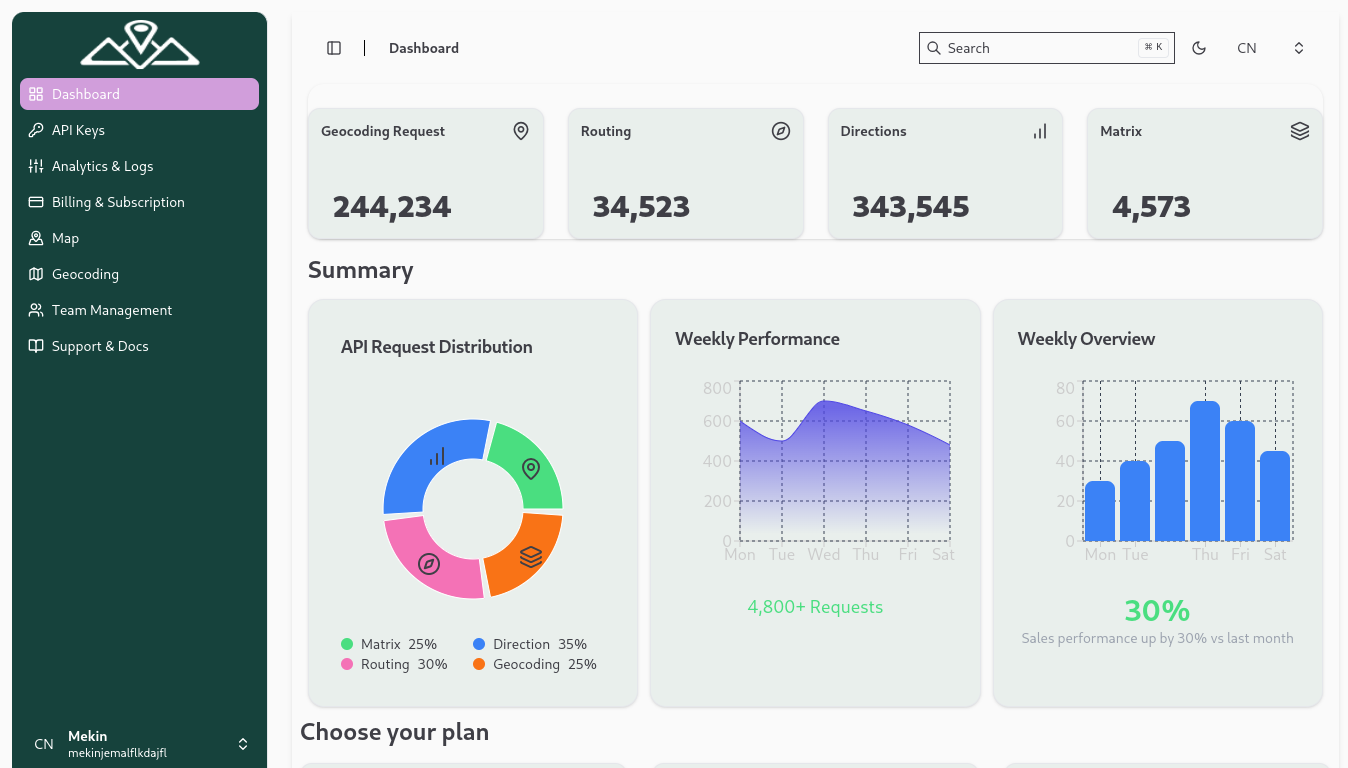 Dashboard
API Keys
Analytics & Logs
Billing & Subscription
Map
Geocoding
Team Management
Support & Docs
CN
Mekin
mekinjemalflkdajfl
Dashboard
Search ⌘ K
CN
Geocoding Request
244,234
Routing
34,523
Directions
343,545
Matrix
4,573
Summary
API Request Distribution
Matrix 25%
Direction 35%
Routing 30%
Geocoding 25%
Weekly Performance
800
600
400
200
0
Mon Tue Wed Thu Fri Sat
4,800+ Requests
Weekly Overview
80
60
40
20
0
Mon Tue Thu Fri Sat
30%
Sales performance up by 30% vs last month
Choose your plan